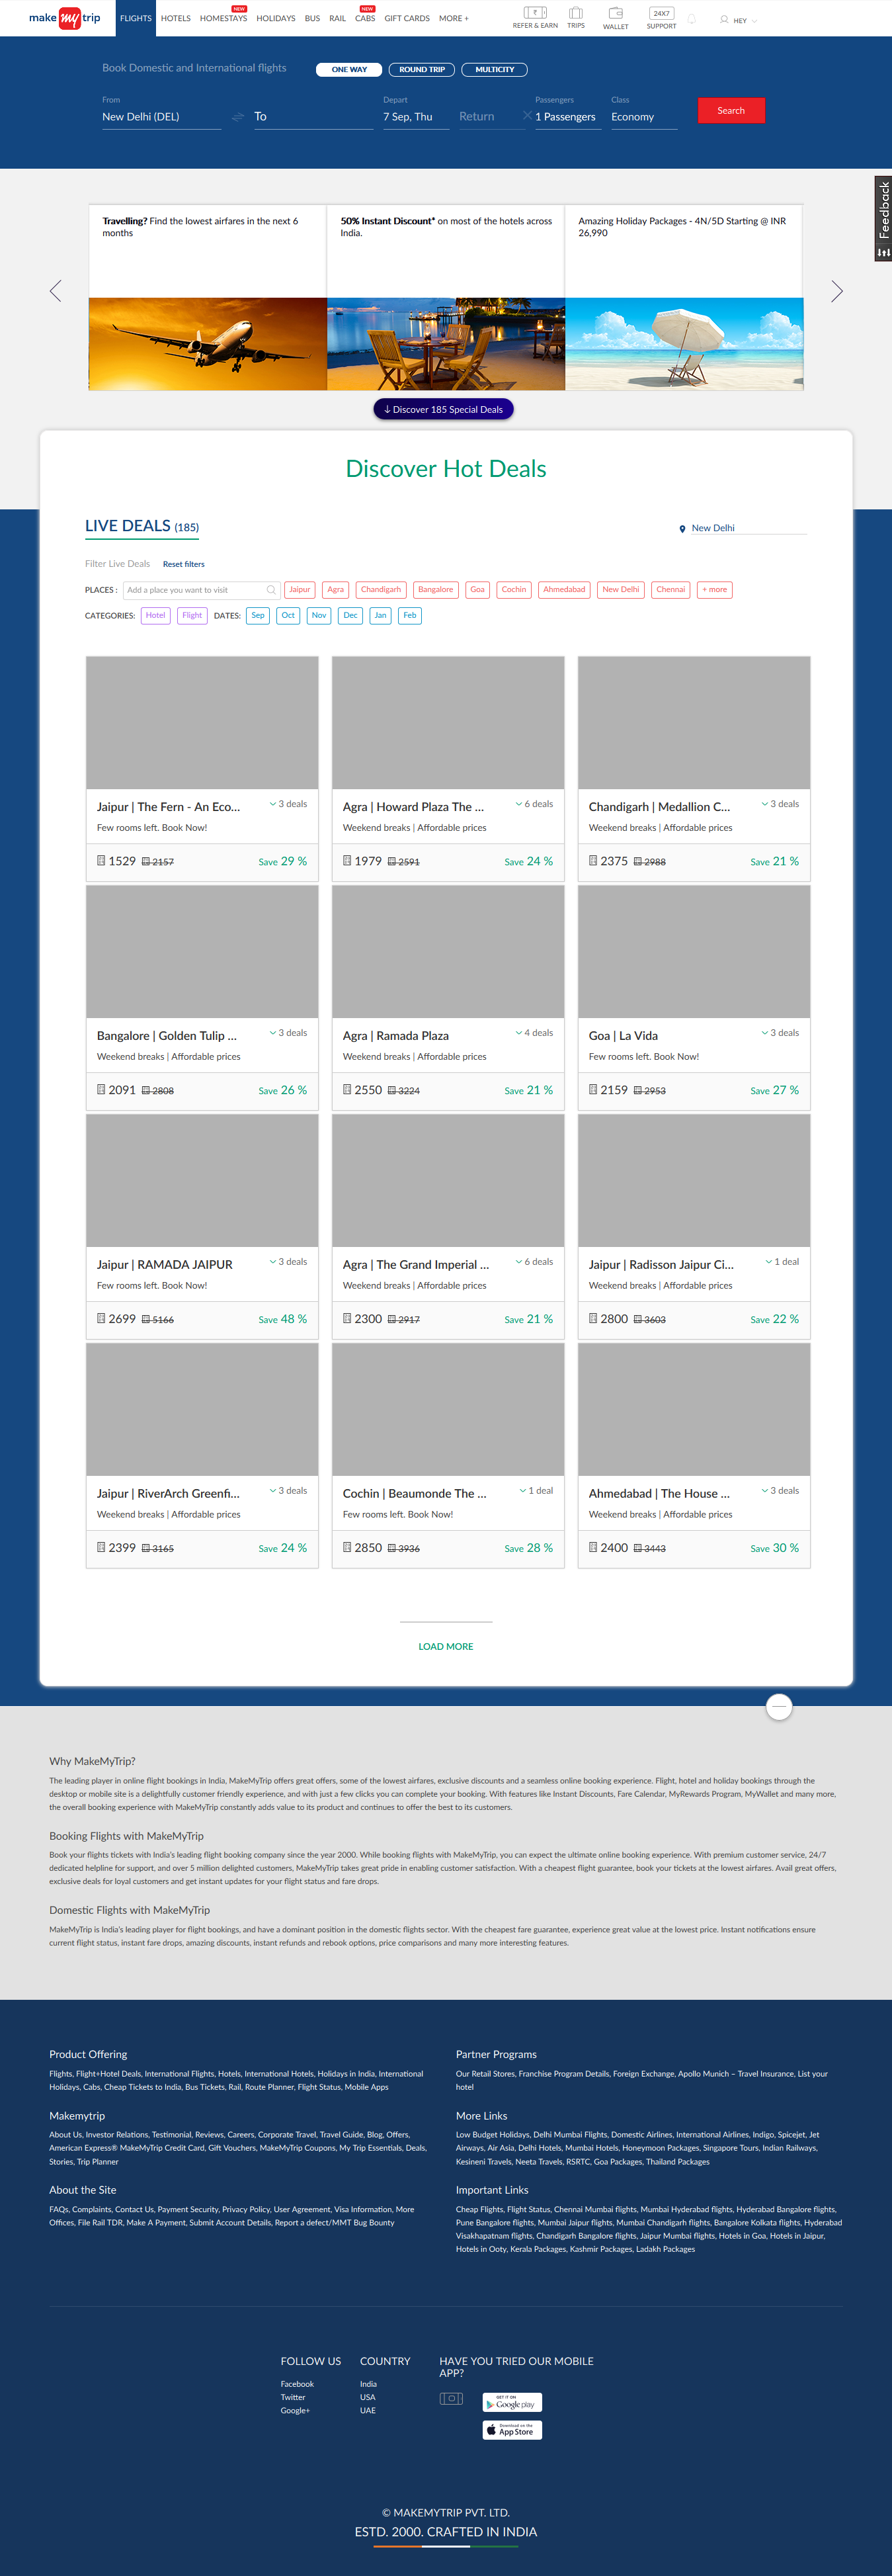 make my trip
FLIGHTS HOTELS HOMESTAYS NEW HOLIDAYS BUS RAIL CABS NEW GIFT CARDS MORE +
REFER & EARN TRIPS WALLET 24X7 SUPPORT HEY
Book Domestic and International flights ONE WAY ROUND TRIP MULTICITY
From Depart Passengers Class
New Delhi (DEL) To 7 Sep, Thu Return 1 Passengers Economy Search
Feedback
Travelling? Find the lowest airfares in the next 6
months
50% Instant Discount* on most of the hotels across
India.
Amazing Holiday Packages - 4N/5D Starting @ INR
26,990
Discover 185 Special Deals
Discover Hot Deals
LIVE DEALS (185) New Delhi
Filter Live Deals Reset filters
PLACES : Add a place you want to visit Jaipur Agra Chandigarh Bangalore Goa Cochin Ahmedabad New Delhi Chennai + more
CATEGORIES: Hotel Flight DATES: Sep Oct Nov Dec Jan Feb
Jaipur | The Fern - An Eco... 3 deals
Few rooms left. Book Now!
1529 2157 Save 29 %
Agra | Howard Plaza The ... 6 deals
Weekend breaks | Affordable prices
1979 2591 Save 24 %
Chandigarh | Medallion C... 3 deals
Weekend breaks | Affordable prices
2375 2988 Save 21 %
Bangalore | Golden Tulip ... 3 deals
Weekend breaks | Affordable prices
2091 2808 Save 26 %
Agra | Ramada Plaza 4 deals
Weekend breaks | Affordable prices
2550 3224 Save 21 %
Goa | La Vida 3 deals
Few rooms left. Book Now!
2159 2953 Save 27 %
Jaipur | RAMADA JAIPUR 3 deals
Few rooms left. Book Now!
2699 5166 Save 48 %
Agra | The Grand Imperial ... 6 deals
Weekend breaks | Affordable prices
2300 2917 Save 21 %
Jaipur | Radisson Jaipur Ci... 1 deal
Weekend breaks | Affordable prices
2800 3603 Save 22 %
Jaipur | RiverArch Greenfi... 3 deals
Weekend breaks | Affordable prices
2399 3165 Save 24 %
Cochin | Beaumonde The ... 1 deal
Few rooms left. Book Now!
2850 3936 Save 28 %
Ahmedabad | The House ... 3 deals
Weekend breaks | Affordable prices
2400 3443 Save 30 %
LOAD MORE
Why MakeMyTrip?
The leading player in online flight bookings in India, MakeMyTrip offers great offers, some of the lowest airfares, exclusive discounts and a seamless online booking experience. Flight, hotel and holiday bookings through the
desktop or mobile site is a delightfully customer friendly experience, and with just a few clicks you can complete your booking. With features like Instant Discounts, Fare Calendar, MyRewards Program, MyWallet and many more,
the overall booking experience with MakeMyTrip constantly adds value to its product and continues to offer the best to its customers.
Booking Flights with MakeMyTrip
Book your flights tickets with India's leading flight booking company since the year 2000. While booking flights with MakeMyTrip, you can expect the ultimate online booking experience. With premium customer service, 24/7
dedicated helpline for support, and over 5 million delighted customers, MakeMyTrip takes great pride in enabling customer satisfaction. With a cheapest flight guarantee, book your tickets at the lowest airfares. Avail great offers,
exclusive deals for loyal customers and get instant updates for your flight status and fare drops.
Domestic Flights with MakeMyTrip
MakeMyTrip is India's leading player for flight bookings, and have a dominant position in the domestic flights sector. With the cheapest fare guarantee, experience great value at the lowest price. Instant notifications ensure
current flight status, instant fare drops, amazing discounts, instant refunds and rebook options, price comparisons and many more interesting features.
Product Offering
Flights, Flight+Hotel Deals, International Flights, Hotels, International Hotels, Holidays in India, International
Holidays, Cabs, Cheap Tickets to India, Bus Tickets, Rail, Route Planner, Flight Status, Mobile Apps
Makemytrip
About Us, Investor Relations, Testimonial, Reviews, Careers, Corporate Travel, Travel Guide, Blog, Offers,
American Express® MakeMyTrip Credit Card, Gift Vouchers, MakeMyTrip Coupons, My Trip Essentials, Deals,
Stories, Trip Planner
About the Site
FAQs, Complaints, Contact Us, Payment Security, Privacy Policy, User Agreement, Visa Information, More
Offices, File Rail TDR, Make A Payment, Submit Account Details, Report a defect/MMT Bug Bounty
Partner Programs
Our Retail Stores, Franchise Program Details, Foreign Exchange, Apollo Munich – Travel Insurance, List your
hotel
More Links
Low Budget Holidays, Delhi Mumbai Flights, Domestic Airlines, International Airlines, Indigo, Spicejet, Jet
Airways, Air Asia, Delhi Hotels, Mumbai Hotels, Honeymoon Packages, Singapore Tours, Indian Railways,
Kesineni Travels, Neeta Travels, RSRTC, Goa Packages, Thailand Packages
Important Links
Cheap Flights, Flight Status, Chennai Mumbai flights, Mumbai Hyderabad flights, Hyderabad Bangalore flights,
Pune Bangalore flights, Mumbai Jaipur flights, Mumbai Chandigarh flights, Bangalore Kolkata flights, Hyderabad
Visakhapatnam flights, Chandigarh Bangalore flights, Jaipur Mumbai flights, Hotels in Goa, Hotels in Jaipur,
Hotels in Ooty, Kerala Packages, Kashmir Packages, Ladakh Packages
FOLLOW US
Facebook
Twitter
Google+
COUNTRY
India
USA
UAE
HAVE YOU TRIED OUR MOBILE
APP?
GET IT ON
Google play
Download on the
App Store
© MAKEMYTRIP PVT. LTD.
ESTD. 2000. CRAFTED IN INDIA